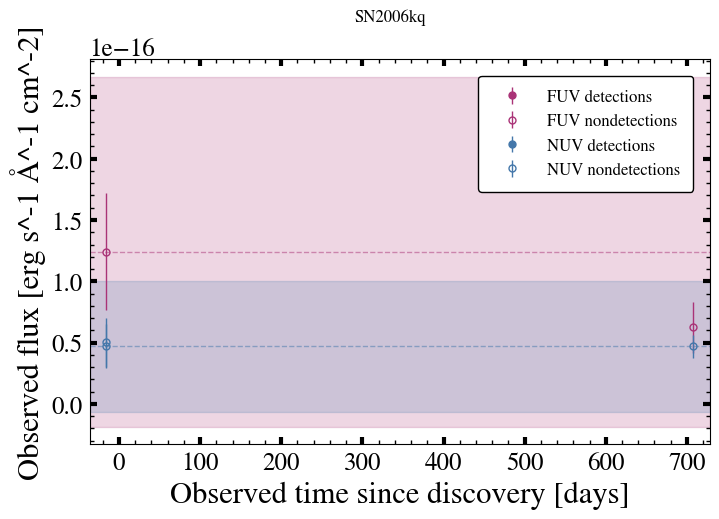 SN2006kq
1e−16
Observed flux [erg s^-1 Å^-1 cm^-2]
2.5
2.0
1.5
1.0
0.5
0.0
FUV detections
FUV nondetections
NUV detections
NUV nondetections
0 100 200 300 400 500 600 700
Observed time since discovery [days]